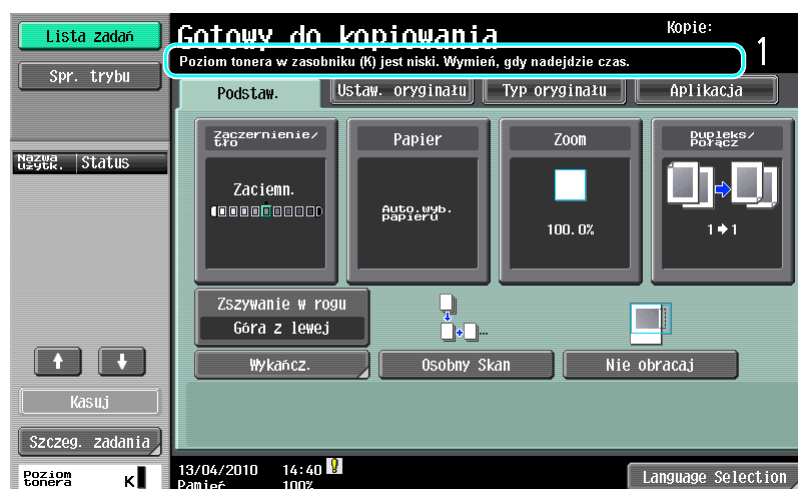 Lista zadań
Gotowy do kopiowania
Kopie:
1
Poziom tonera w zasobniku (K) jest niski. Wymień, gdy nadejdzie czas.
Spr. trybu
Podstaw.
Ustaw. oryginału
Typ oryginału
Aplikacja
Nazwa
Użytk.
Status
Zaczernienie/
tło
Papier
Zoom
Dupleks/
Połącz
Zaciemn.
Auto.wyb.
papieru
100.0%
1➔1
Zszywanie w rogu
Góra z lewej
Wykańcz.
Osobny Skan
Nie obracaj
Kasuj
Szczeg. zadania
Poziom
tonera
K
13/04/2010 14:40
Pamięć 100%
Language Selection